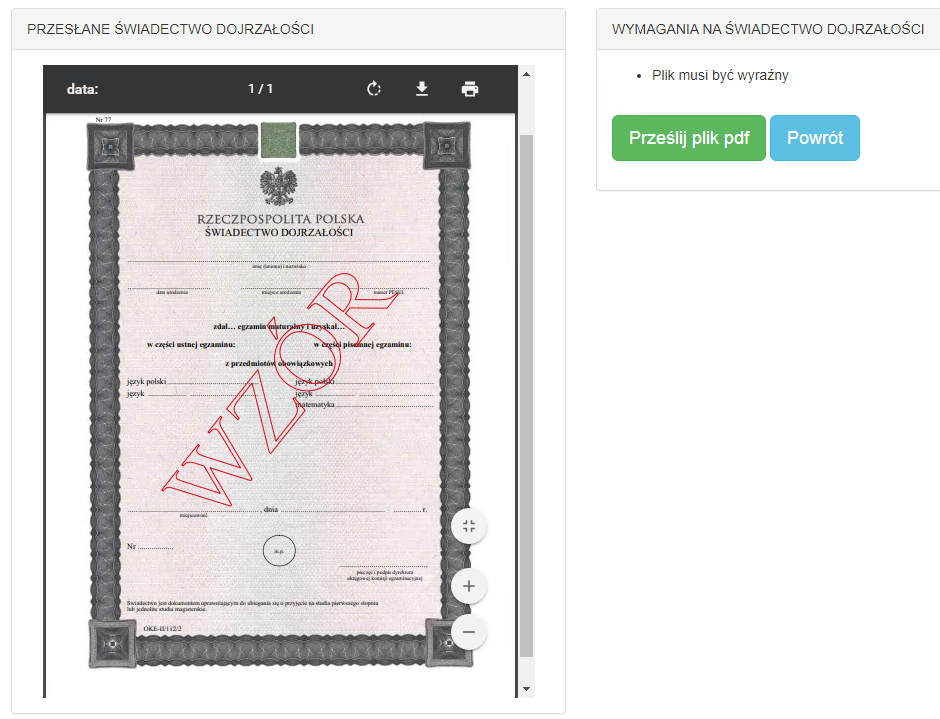 PRZESŁANE ŚWIADECTWO DOJRZAŁOŚCI
data:
1 / 1
Nr 77
RZECZPOSPOLITA POLSKA
ŚWIADECTWO DOJRZAŁOŚCI
imię (imiona) i nazwisko
data urodzenia miejsce urodzenia numer PESEL
zdał… egzamin maturalny i uzyskał…
w części ustnej egzaminu: w części pisemnej egzaminu:
z przedmiotów obowiązkowych
język polski język polski
język język
matematyka
WZÓR
, dnia r.
miejscowość
Nr
m.p.
pieczęć i podpis dyrektora
okręgowej komisji egzaminacyjnej
Świadectwo jest dokumentem uprawniającym do ubiegania się o przyjęcie na studia pierwszego stopnia
lub jednolite studia magisterskie.
OKE-II/112/2
WYMAGANIA NA ŚWIADECTWO DOJRZAŁOŚCI
Plik musi być wyraźny
Prześlij plik pdf
Powrót